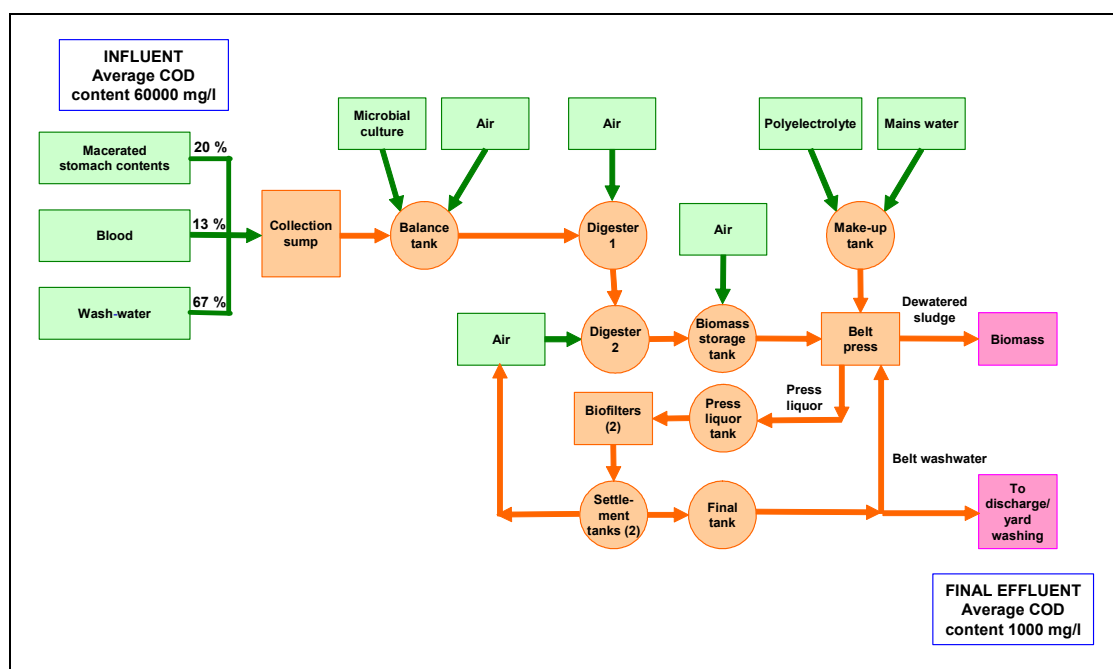 INFLUENT
Average COD
content 60000 mg/l
Macerated
stomach contents
20 %
Blood
13 %
Wash-water
67 %
Collection
sump
Microbial
culture
Air
Balance
tank
Air
Digester
1
Polyelectrolyte
Mains water
Make-up
tank
Air
Air
Digester
2
Biomass
storage
tank
Belt
press
Dewatered
sludge
Biomass
Press
liquor
Press
liquor tank
Biofilters
(2)
Belt washwater
Settle-
ment
tanks (2)
Final
tank
To
discharge/
yard
washing
FINAL EFFLUENT
Average COD
content 1000 mg/l